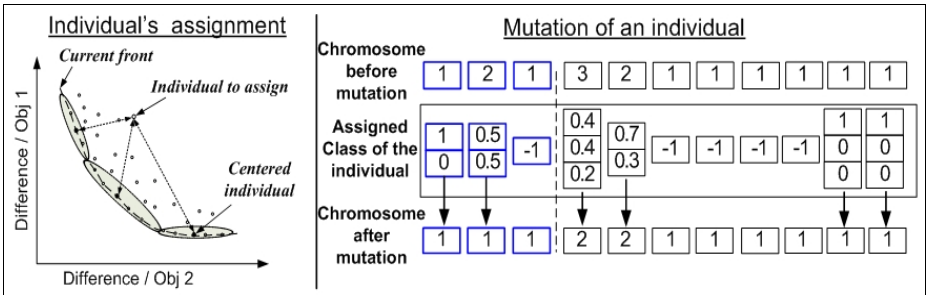 Individual's assignment
Current front
Individual to assign
Centered
individual
Difference / Obj 1
Difference / Obj 2
Mutation of an individual
Chromosome
before
mutation
1 2 1 3 2 1 1 1 1 1 1
Assigned
Class of the
individual
1 0.5 -1 0.4 0.7 -1 -1 -1 -1 1 1
0 0.5 0.4 0.3 0 0
0.2 0 0
Chromosome
after
mutation
1 1 1 2 2 1 1 1 1 1 1